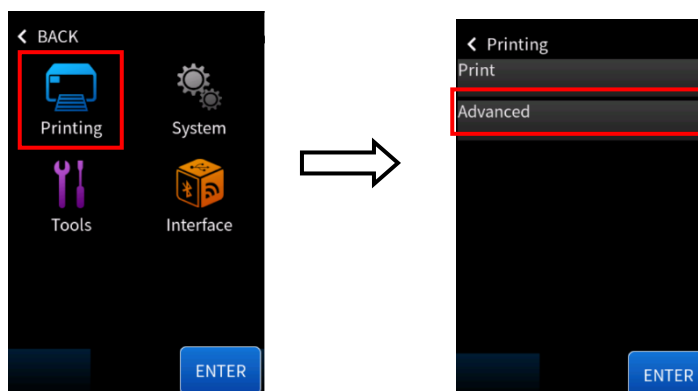 BACK
Printing
System
Tools
Interface
ENTER
Printing
Print
Advanced
ENTER